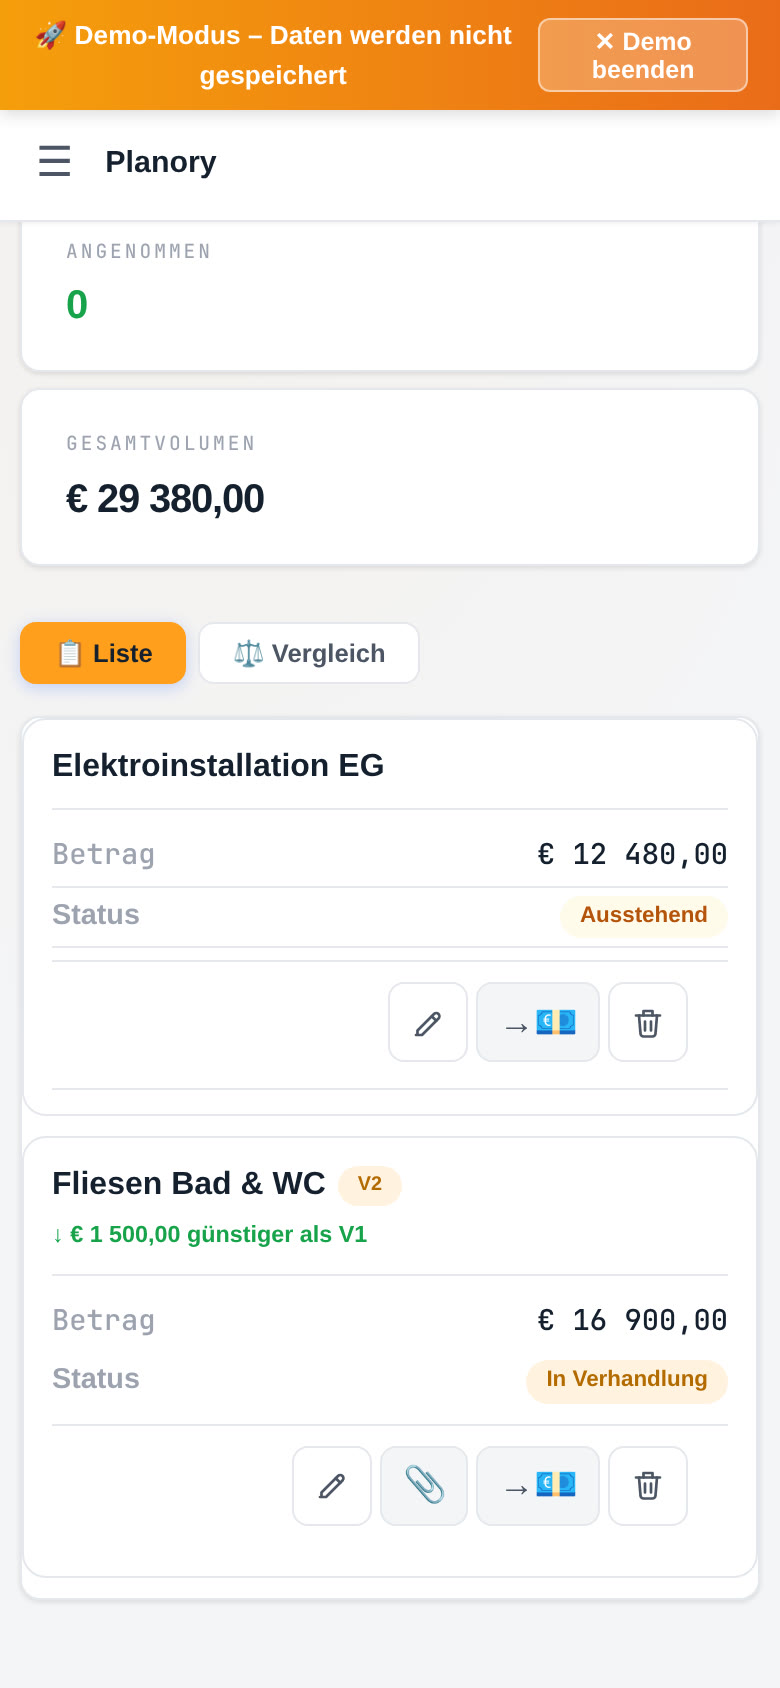 🚀 Demo-Modus – Daten werden nicht gespeichert
✕ Demo beenden
☰ Planory
ANGENOMMEN
0
GESAMTVOLUMEN
€ 29 380,00
📋 Liste
⚖️ Vergleich
Elektroinstallation EG
Betrag € 12 480,00
Status Ausstehend
→💶
Fliesen Bad & WC V2
↓ € 1 500,00 günstiger als V1
Betrag € 16 900,00
Status In Verhandlung
📎 →💶